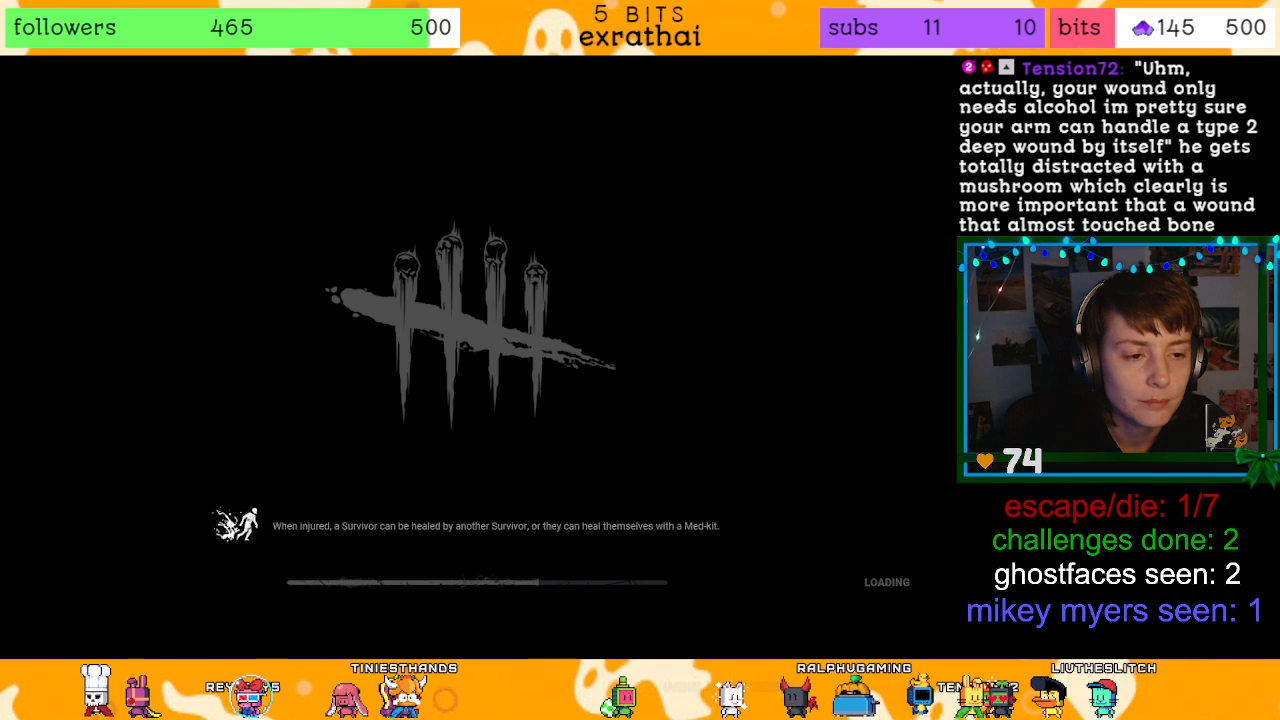 followers 465 500
5 BITS
exrathai
subs 11 10
bits 145 500
2 Tension72: "Uhm,
actually, your wound only
needs alcohol im pretty sure
your arm can handle a type 2
deep wound by itself" he gets
totally distracted with a
mushroom which clearly is
more important that a wound
that almost touched bone
74
When injured, a Survivor can be healed by another Survivor, or they can heal themselves with a Med-kit.
LOADING
escape/die: 1/7
challenges done: 2
ghostfaces seen: 2
mikey myers seen: 1
TINIESTHANDS
RALPHVGAMING
LIVTHESLITCH